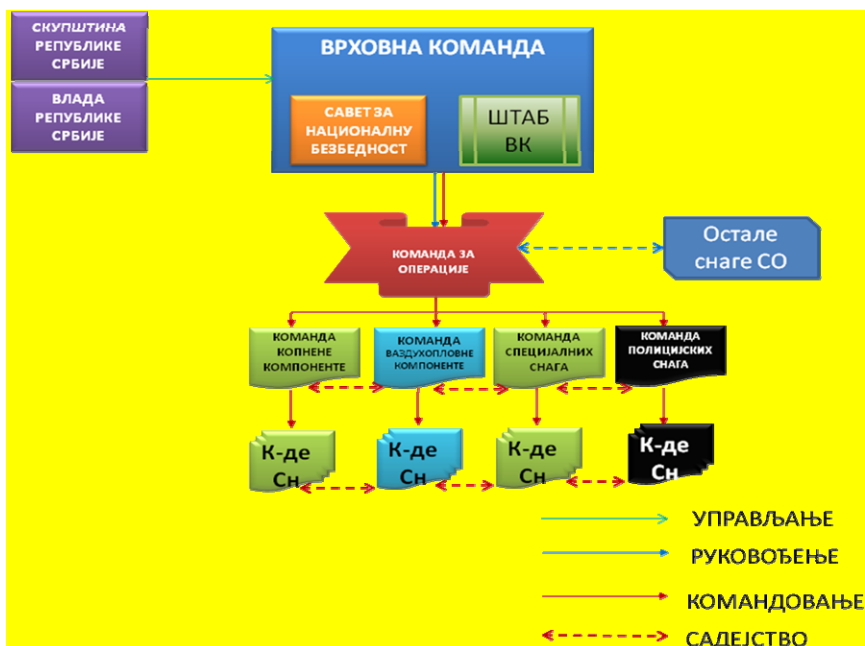 СКУПШТИНА
РЕПУБЛИКЕ
СРБИЈЕ
ВЛАДА
РЕПУБЛИКЕ
СРБИЈЕ
ВРХОВНА КОМАНДА
САВЕТ ЗА
НАЦИОНАЛНУ
БЕЗБЕДНОСТ
ШТАБ
ВК
КОМАНДА ЗА
ОПЕРАЦИЈЕ
Остале
снаге СО
КОМАНДА
КОПНЕНЕ
КОМПОНЕНТЕ
КОМАНДА
ВАЗДУХОПЛОВНЕ
КОМПОНЕНТЕ
КОМАНДА
СПЕЦИЈАЛНИХ
СНАГА
КОМАНДА
ПОЛИЦИЈСКИХ
СНАГА
К-де
Сн
К-де
Сн
К-де
Сн
К-де
Сн
УПРАВЉАЊЕ
РУКОВОЂЕЊЕ
КОМАНДОВАЊЕ
САДЕЈСТВО